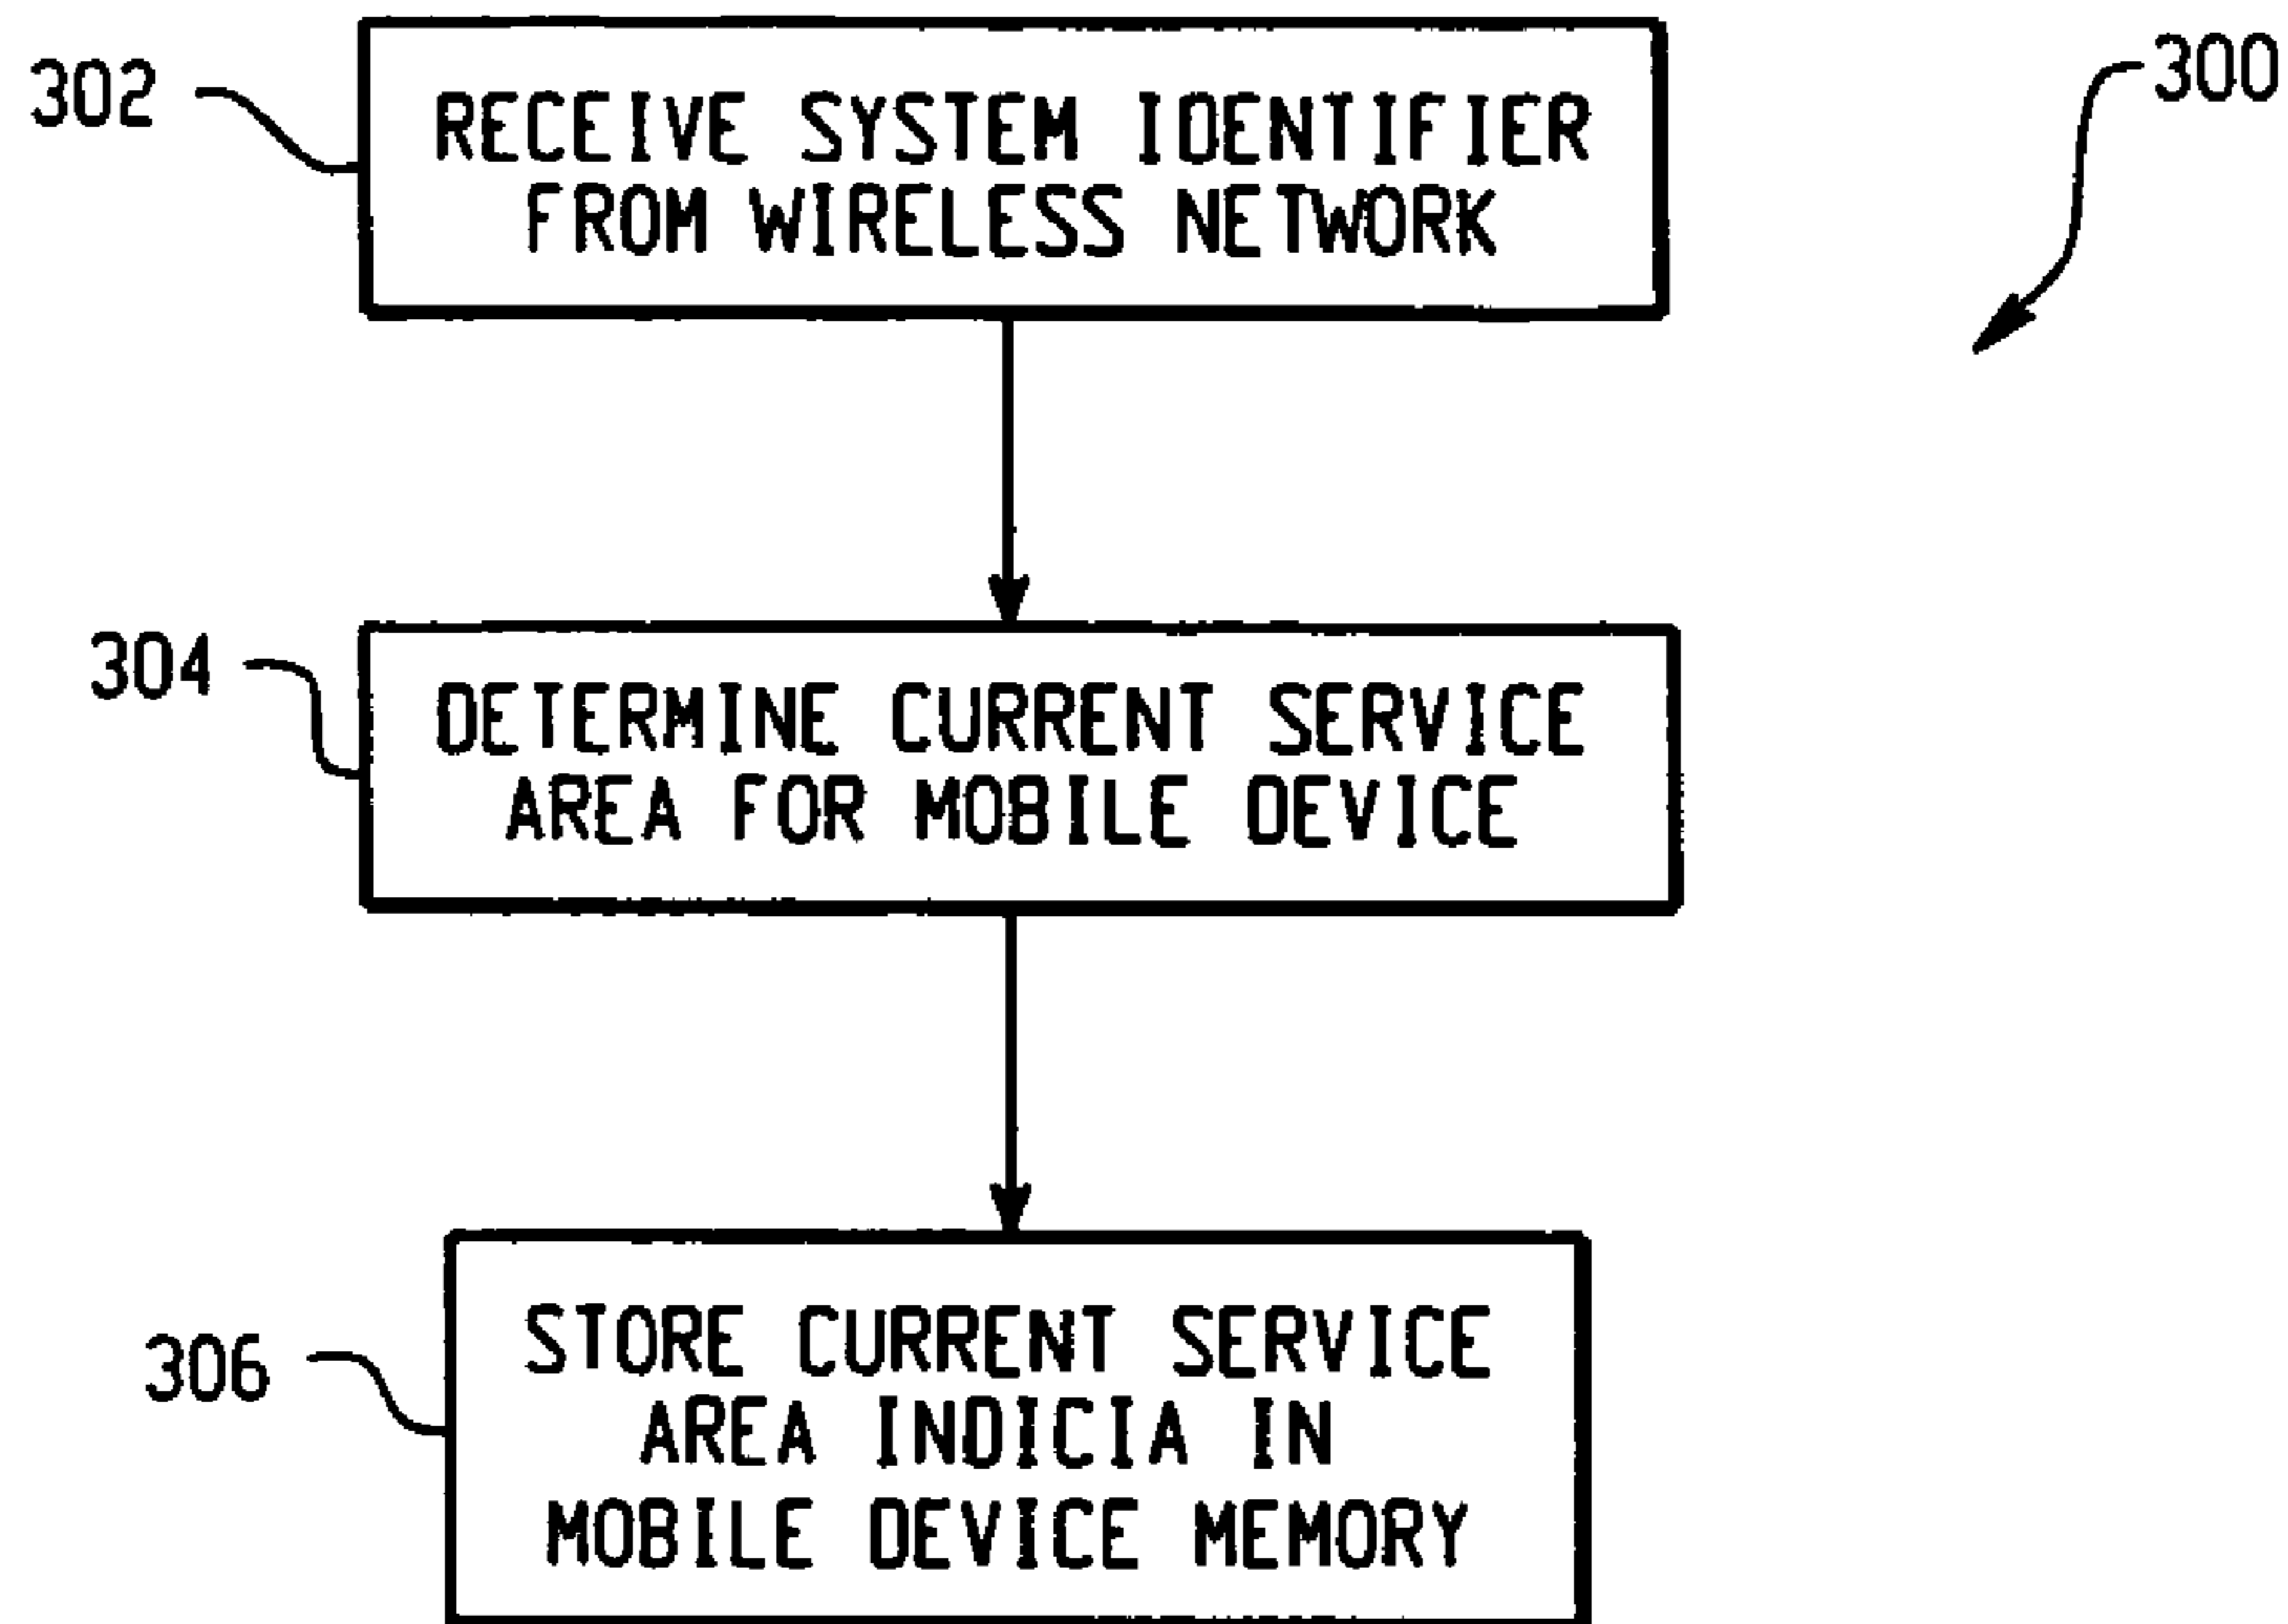 302
300
RECEIVE SYSTEM IDENTIFIER
FROM WIRELESS NETWORK
304
DETERMINE CURRENT SERVICE
AREA FOR MOBILE DEVICE
306
STORE CURRENT SERVICE
AREA INDICIA IN
MOBILE DEVICE MEMORY